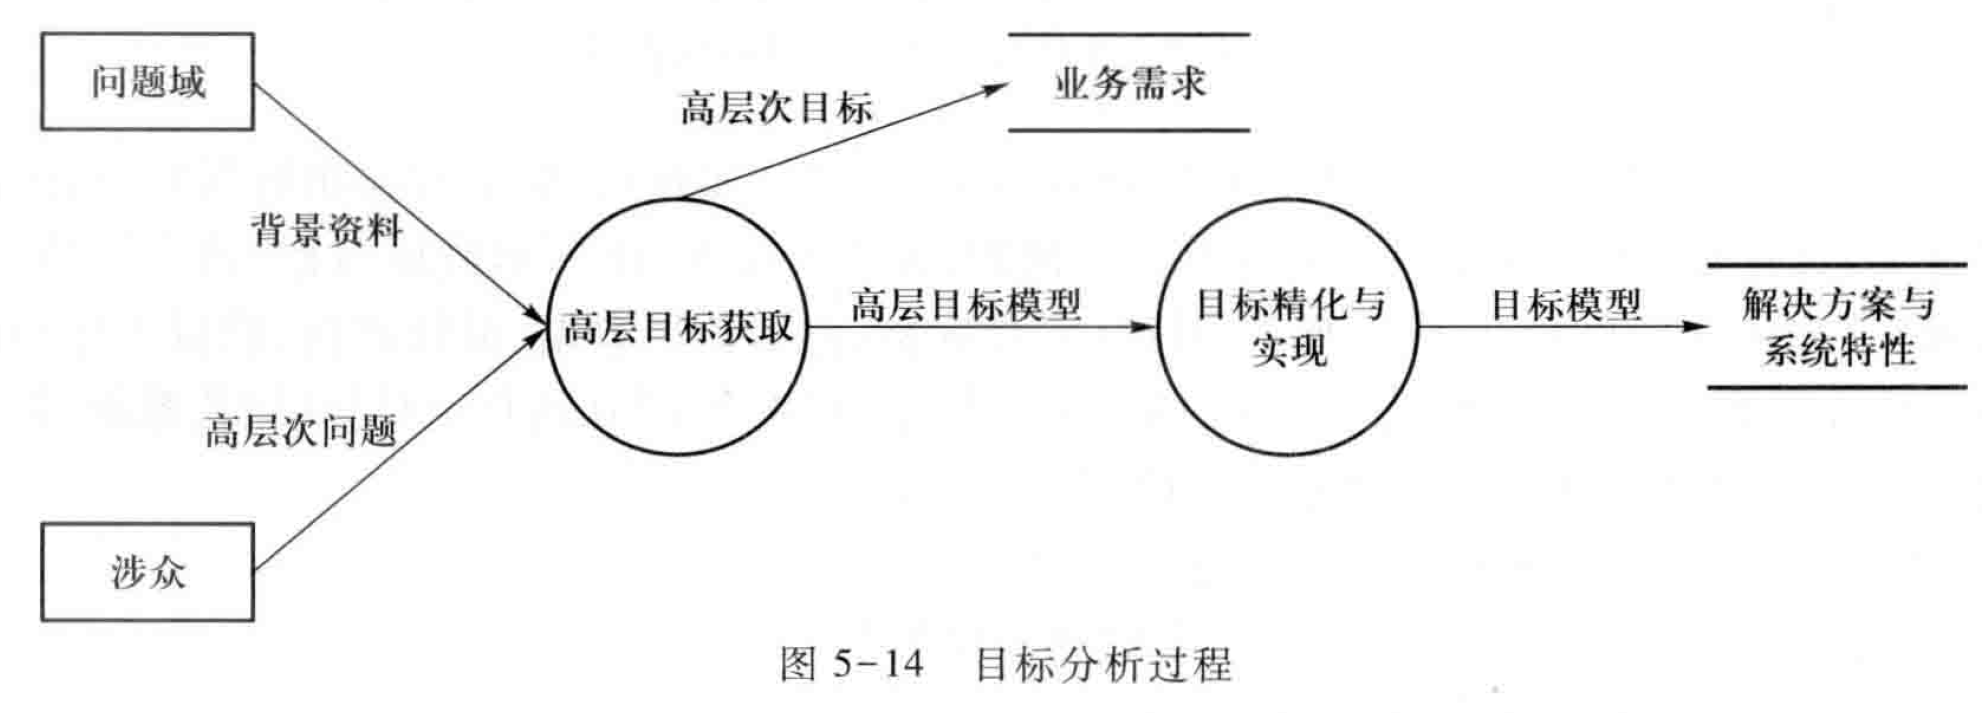 问题域
业务需求
高层次目标
背景资料
高层目标获取
高层目标模型
目标精化与
实现
目标模型
解决方案与
系统特性
高层次问题
涉众
图 5-14 目标分析过程